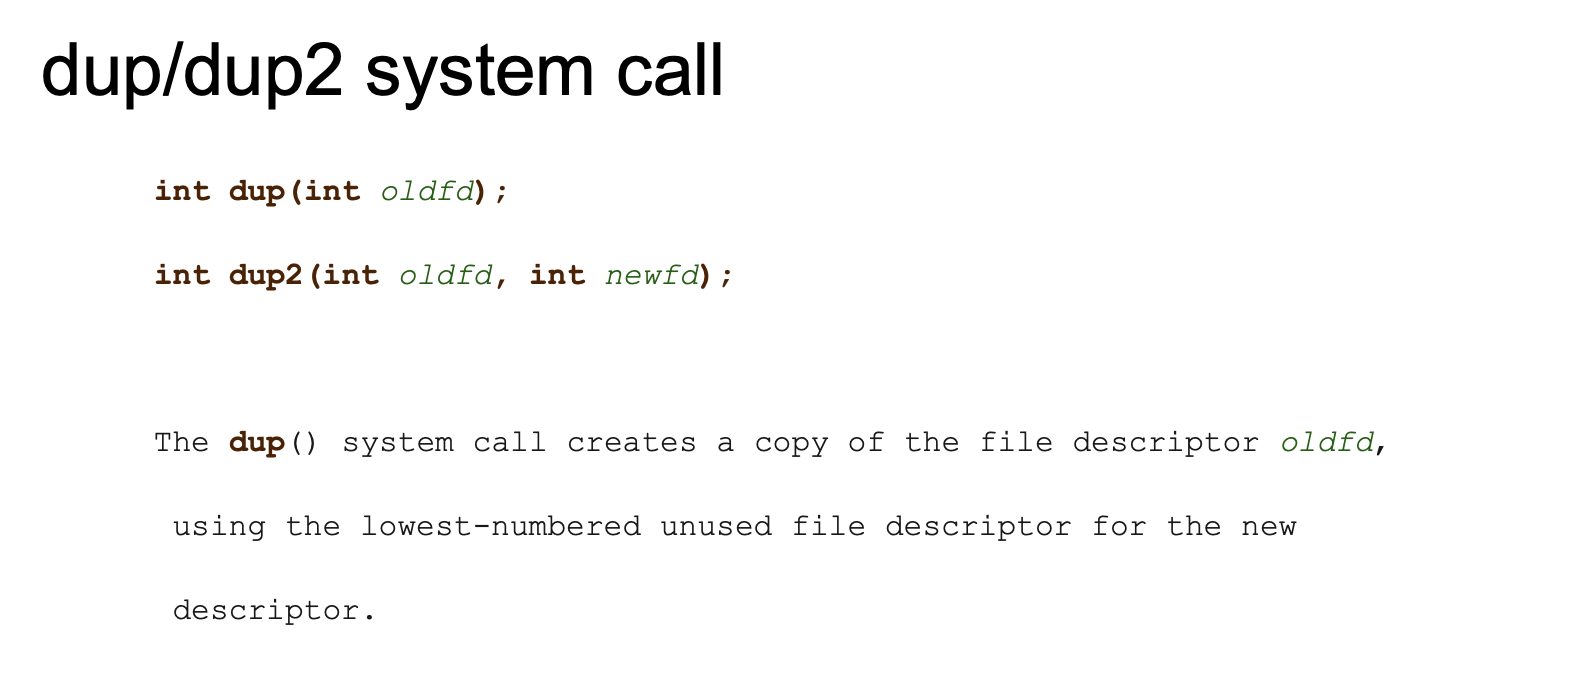 dup/dup2 system call
int dup(int oldfd);
int dup2(int oldfd, int newfd);
The dup() system call creates a copy of the file descriptor oldfd,
using the lowest-numbered unused file descriptor for the new
descriptor.